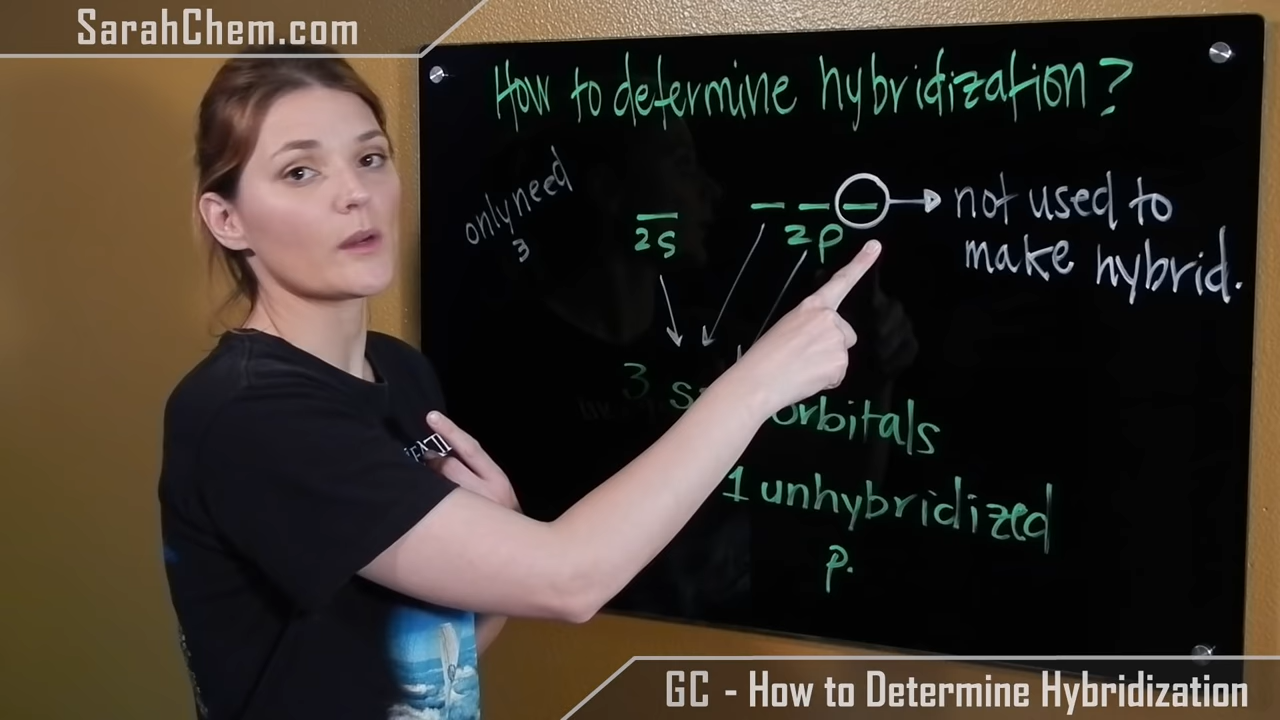 SarahChem.com
How to determine hybridization?
only need
3
2s
2p
not used to
make hybrid.
3
orbitals
1 unhybridized
p.
GC - How to Determine Hybridization